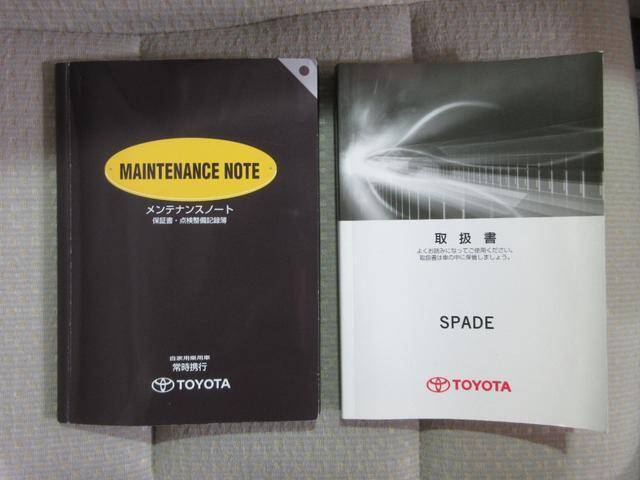 MAINTENANCE NOTE
メンテナンスノート
保証書・点検整備記録簿
自家用乗用車
常時携行
TOYOTA
取扱書
よくお読みになってご使用ください。
取扱書は車の中に保管しましょう。
SPADE
TOYOTA